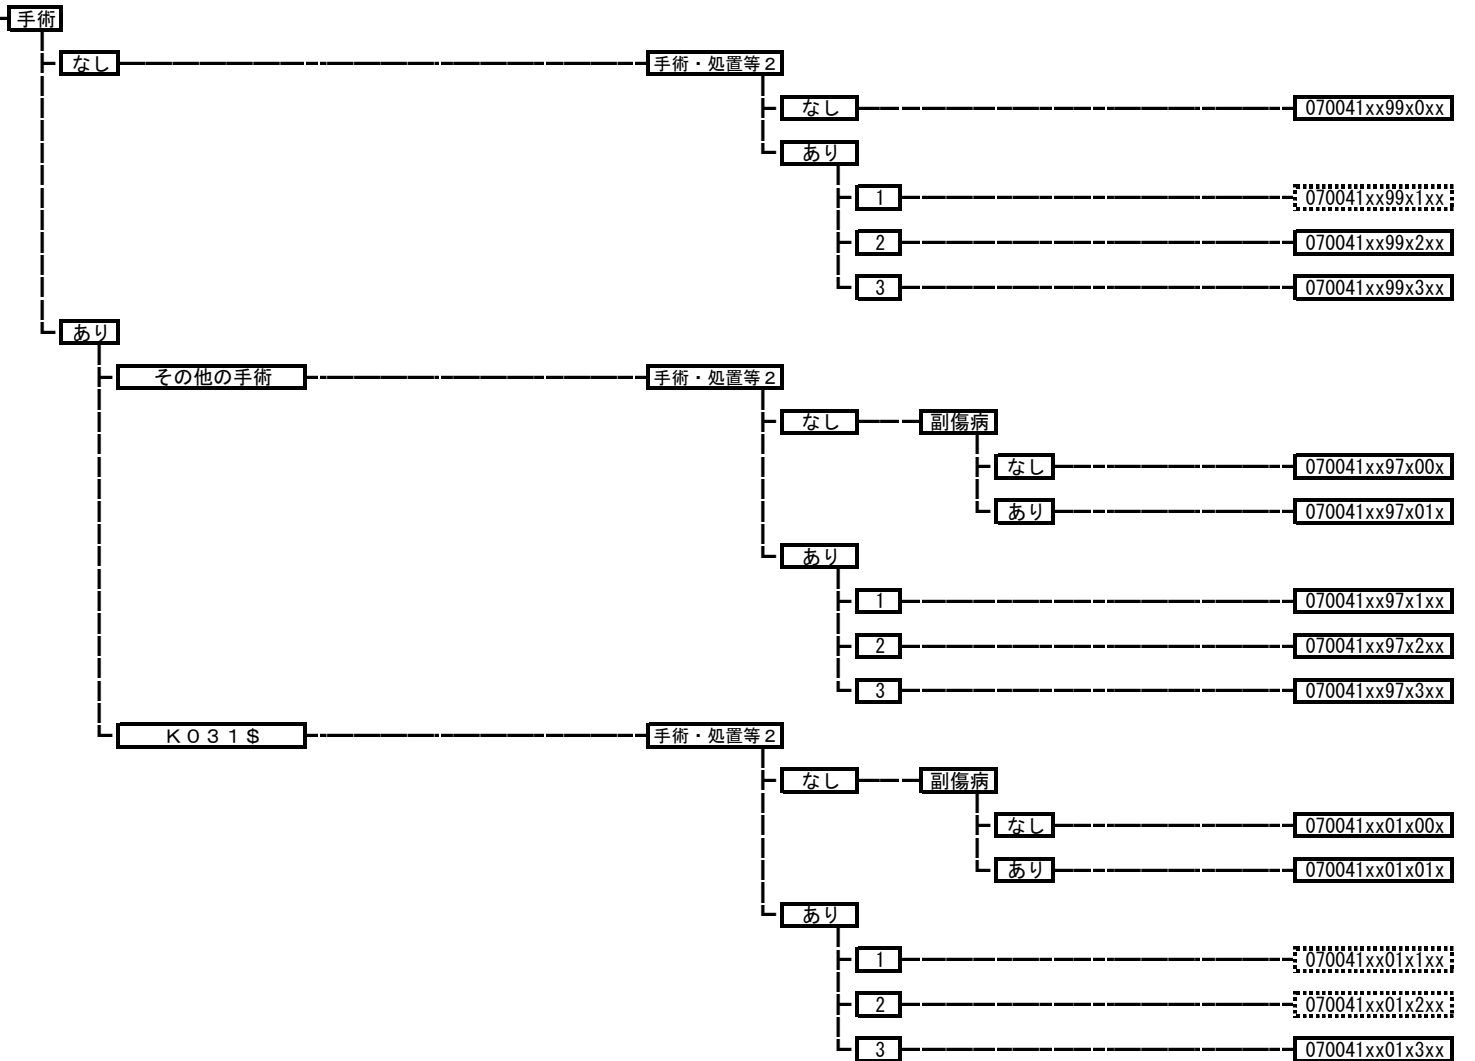 手術
なし 手術・処置等２
なし 070041xx99x0xx
あり
1 070041xx99x1xx
2 070041xx99x2xx
3 070041xx99x3xx
あり
その他の手術 手術・処置等２
なし 副傷病
なし 070041xx97x00x
あり 070041xx97x01x
あり
1 070041xx97x1xx
2 070041xx97x2xx
3 070041xx97x3xx
Ｋ０３１＄ 手術・処置等２
なし 副傷病
なし 070041xx01x00x
あり 070041xx01x01x
あり
1 070041xx01x1xx
2 070041xx01x2xx
3 070041xx01x3xx